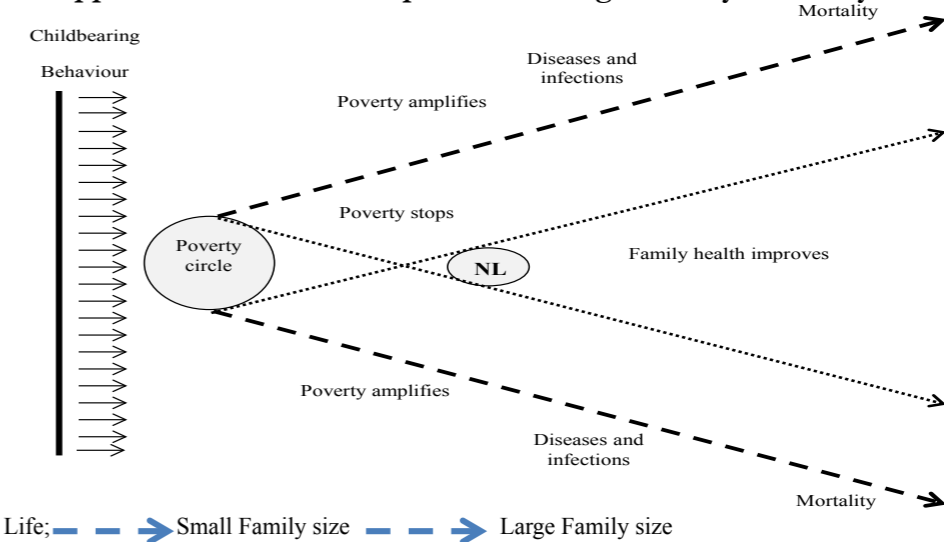 Mortality
Childbearing
Behaviour
Diseases and
infections
Poverty amplifies
Poverty stops
Poverty
circle
NL
Family health improves
Poverty amplifies
Diseases and
infections
Mortality
Life; Small Family size Large Family size